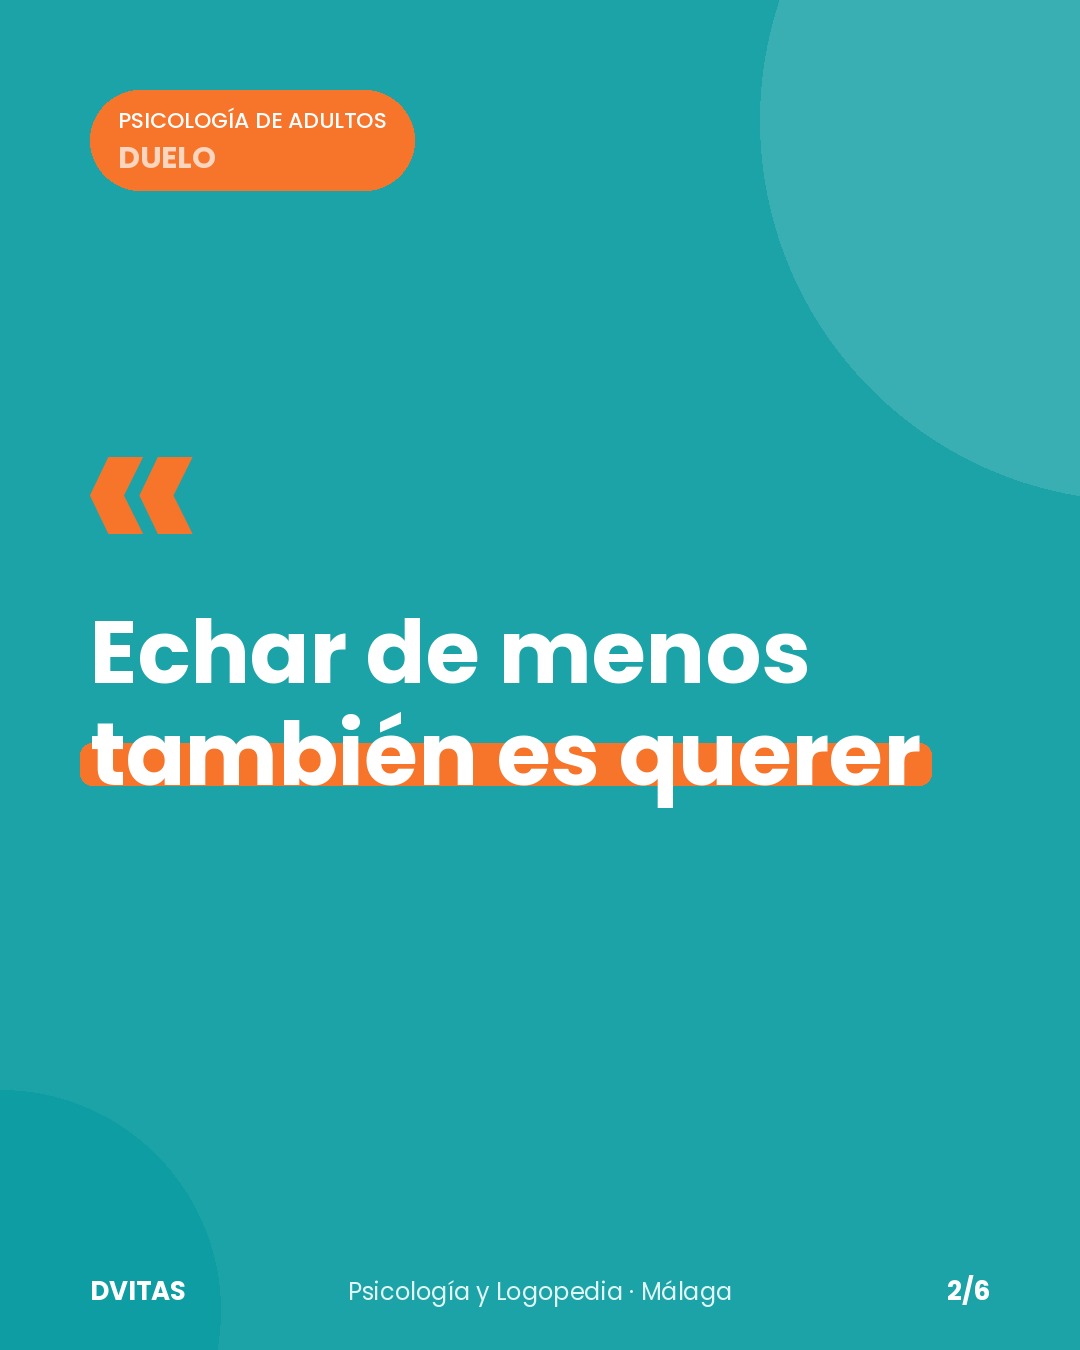 PSICOLOGÍA DE ADULTOS
DUELO
«
Echar de menos
también es querer
DVITAS
Psicología y Logopedia · Málaga
2/6